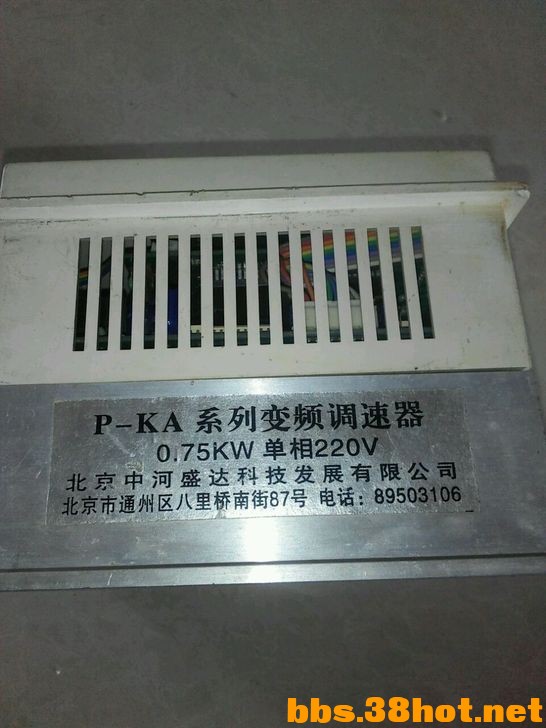 P-KA 系列变频调速器
0.75KW 单相220V
北京中河盛达科技发展有限公司
北京市通州区八里桥南街87号 电话：89503106
bbs.38hot.net